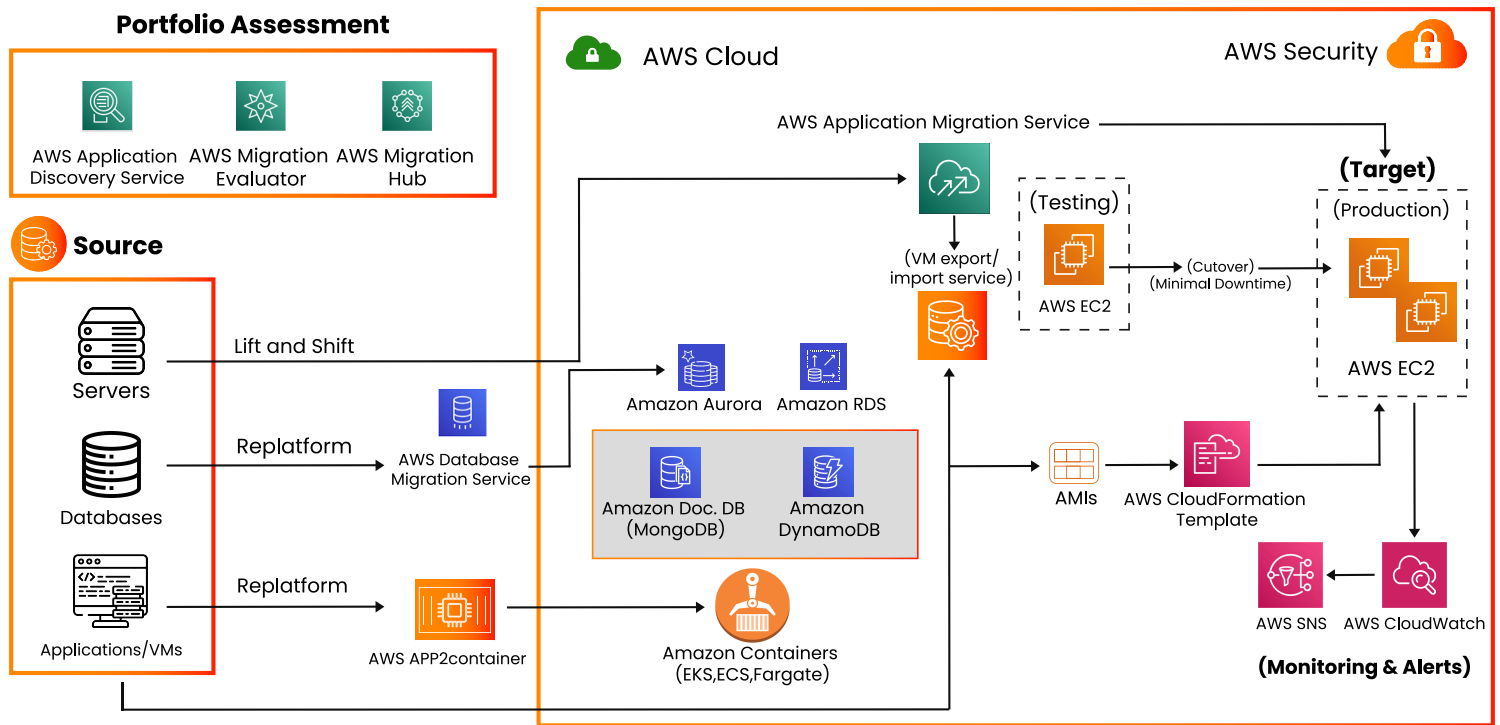 Portfolio Assessment
AWS Application
Discovery Service
AWS Migration
Evaluator
AWS Migration
Hub
Source
Servers
Databases
</>
Applications/VMs
Lift and Shift
Replatform
AWS Database
Migration Service
Replatform
AWS APP2container
AWS Cloud
AWS Security
AWS Application Migration Service
(VM export/
import service)
(Testing)
AWS EC2
(Cutover)
(Minimal Downtime)
(Target)
(Production)
AWS EC2
Amazon Aurora
Amazon RDS
Amazon Doc. DB
(MongoDB)
Amazon
DynamoDB
Amazon Containers
(EKS,ECS,Fargate)
AMIs
AWS CloudFormation
Template
AWS SNS
AWS CloudWatch
(Monitoring & Alerts)